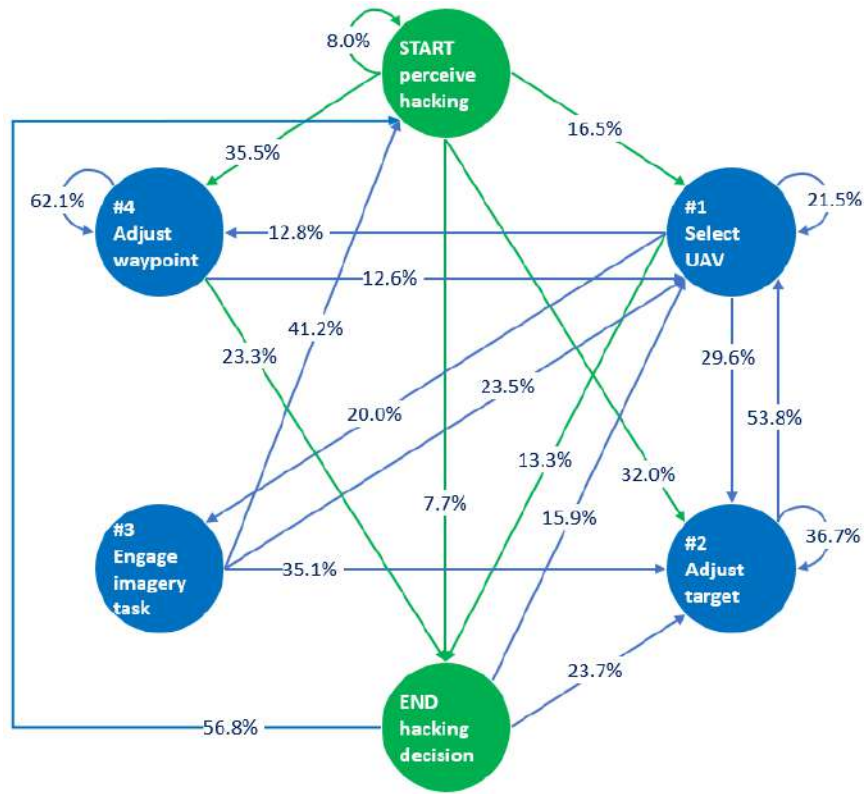 8.0%
START
perceive
hacking
16.5%
35.5%
62.1%
#4
Adjust
waypoint
12.8%
#1
Select
UAV
21.5%
12.6%
41.2%
23.3%
29.6%
23.5%
20.0%
53.8%
13.3%
32.0%
7.7%
15.9%
#3
Engage
imagery
task
35.1%
#2
Adjust
target
36.7%
23.7%
END
hacking
decision
56.8%